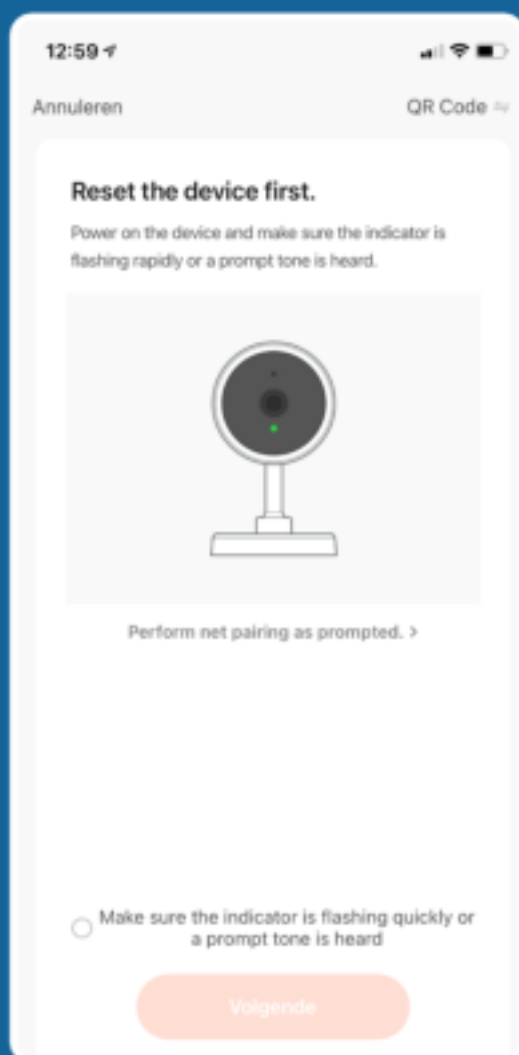 12:59
Annuleren
QR Code
Reset the device first.
Power on the device and make sure the indicator is
flashing rapidly or a prompt tone is heard.
Perform net pairing as prompted. >
Make sure the indicator is flashing quickly or
a prompt tone is heard
Volgende